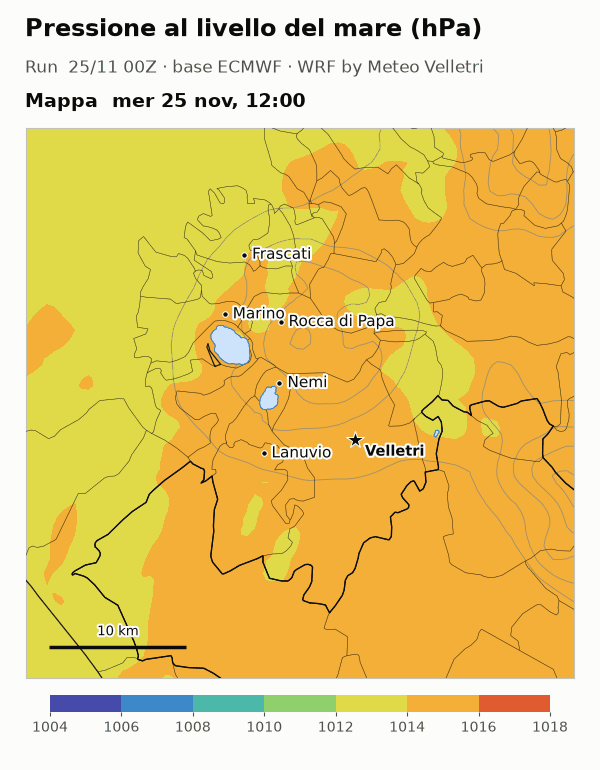 Pressione al livello del mare (hPa)
Run  25/11 00Z · base ECMWF · WRF by Meteo Velletri
Mappa  mer 25 nov, 12:00
Frascati
Marino
Rocca di Papa
Nemi
Velletri
Lanuvio
10 km
1004 1006 1008 1010 1012 1014 1016 1018